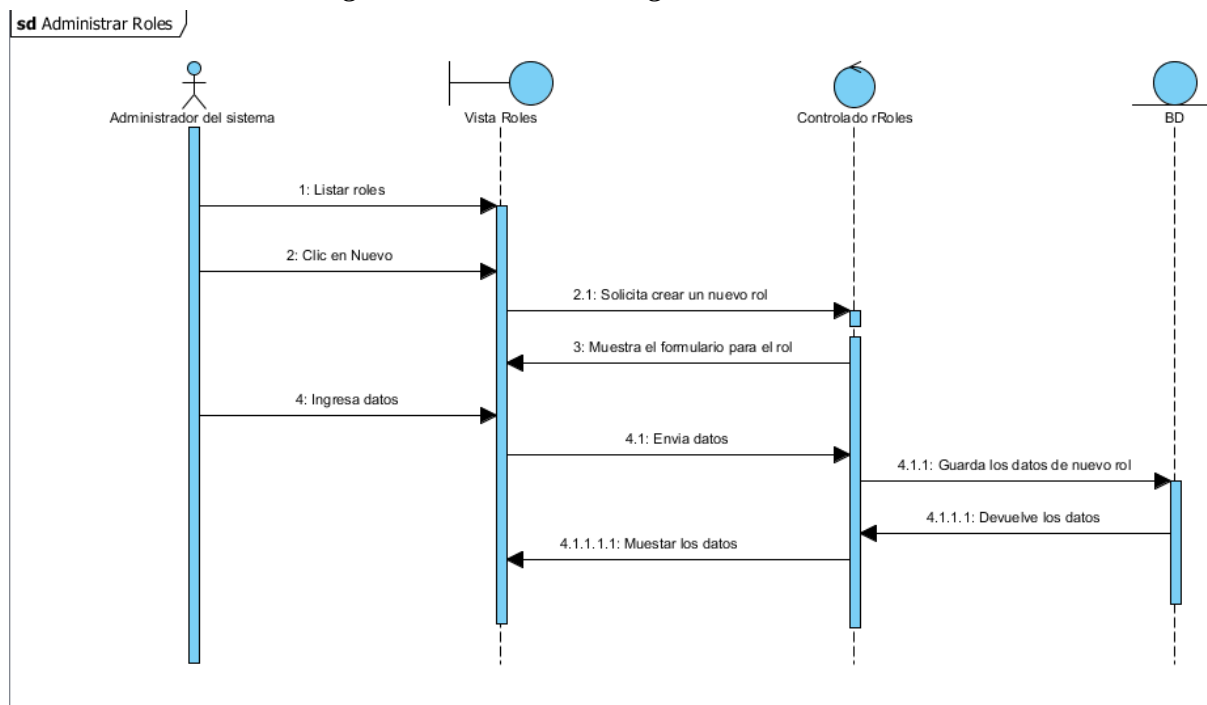 sd Administrar Roles
Administrador del sistema
Vista Roles
Controlado rRoles
BD
1: Listar roles
2: Clic en Nuevo
2.1: Solicita crear un nuevo rol
3: Muestra el formulario para el rol
4: Ingresa datos
4.1: Envia datos
4.1.1: Guarda los datos de nuevo rol
4.1.1.1: Devuelve los datos
4.1.1.1.1: Muestar los datos